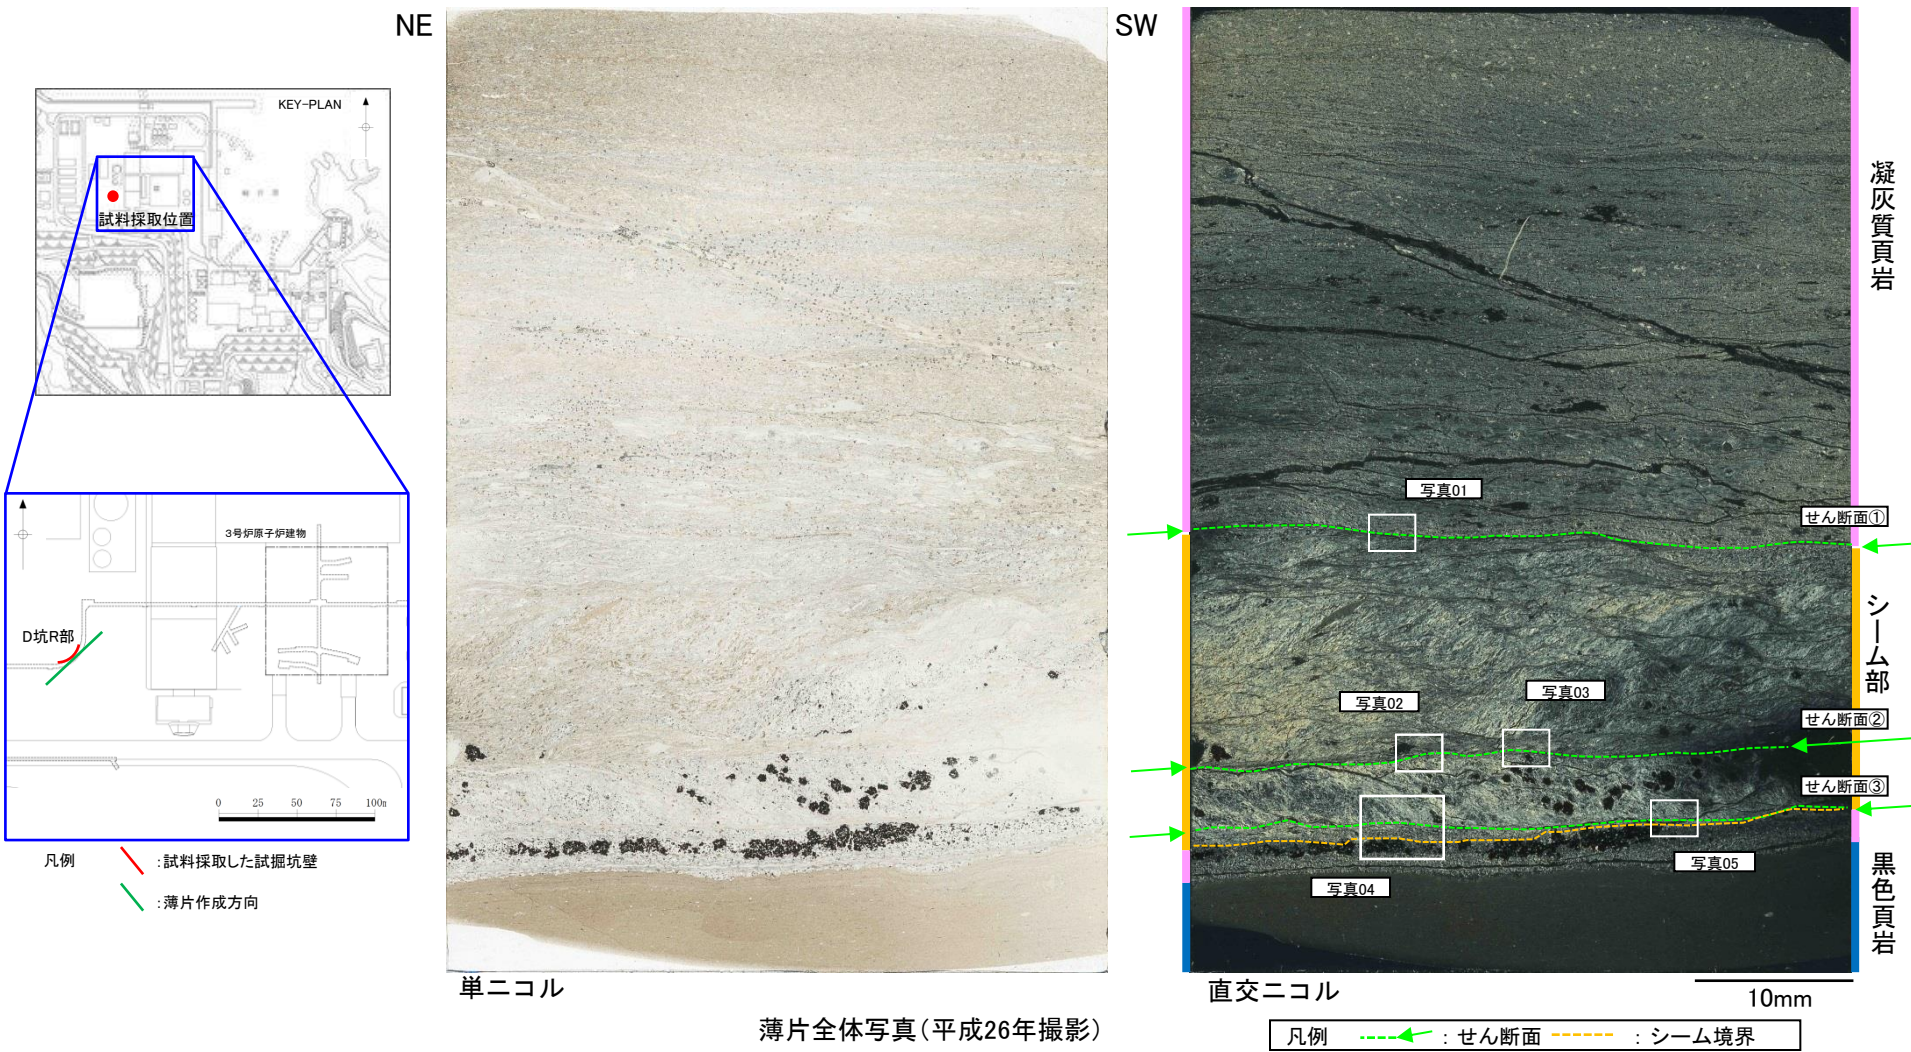 NE
SW
KEY-PLAN
試料採取位置
3号炉原子炉建物
D坑R部
0 25 50 75 100m
凡例
:試料採取した試掘坑壁
:薄片作成方向
単ニコル
薄片全体写真(平成26年撮影)
写真01
せん断面①
写真02
写真03
せん断面②
せん断面③
写真04
写真05
凝灰質頁岩
シーム部
黒色頁岩
直交ニコル
10mm
凡例 :せん断面 :シーム境界